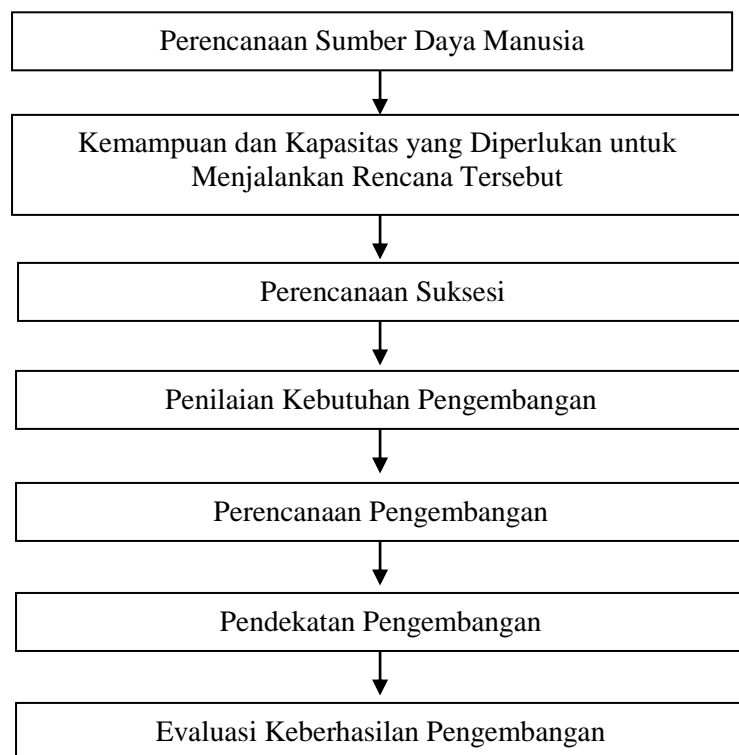 Perencanaan Sumber Daya Manusia
Kemampuan dan Kapasitas yang Diperlukan untuk
Menjalankan Rencana Tersebut
Perencanaan Suksesi
Penilaian Kebutuhan Pengembangan
Perencanaan Pengembangan
Pendekatan Pengembangan
Evaluasi Keberhasilan Pengembangan